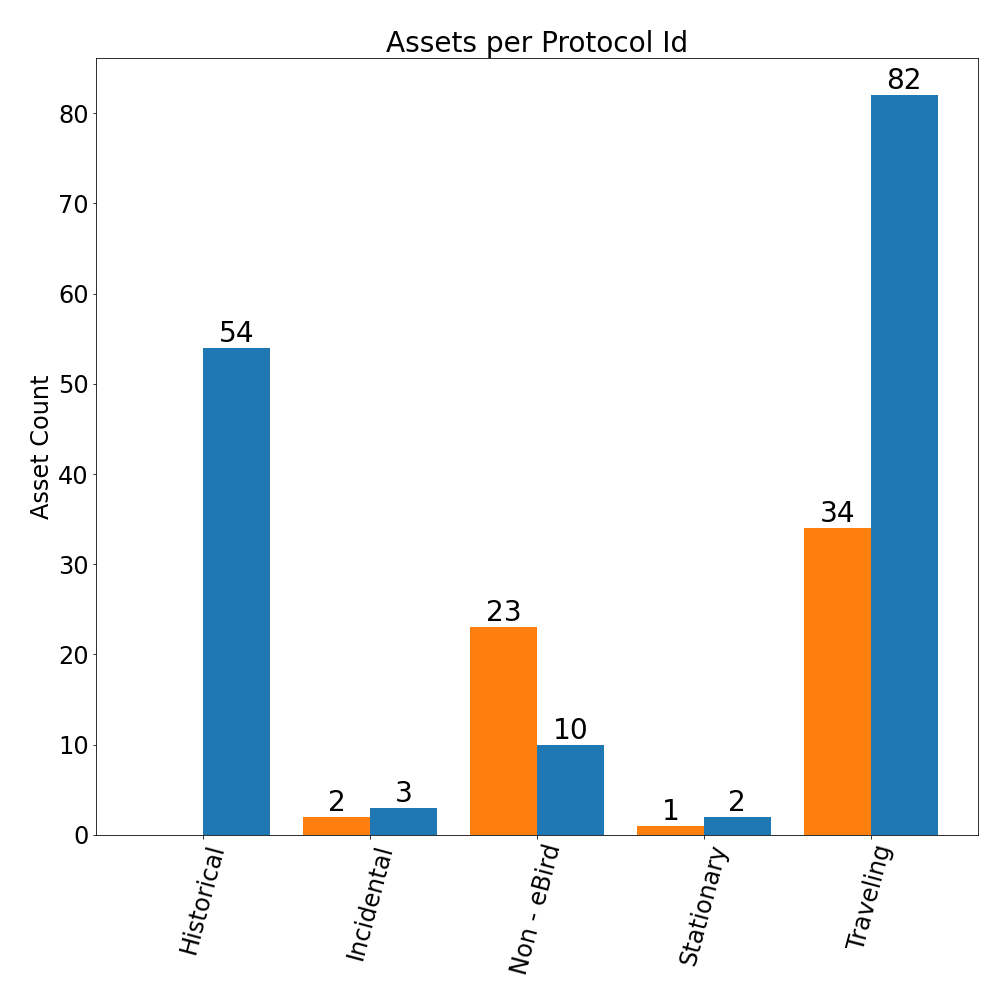 Assets per Protocol Id
Asset Count
80
70
60
50
40
30
20
10
0
54
2
3
23
10
1
2
34
82
Historical
Incidental
Non - eBird
Stationary
Traveling